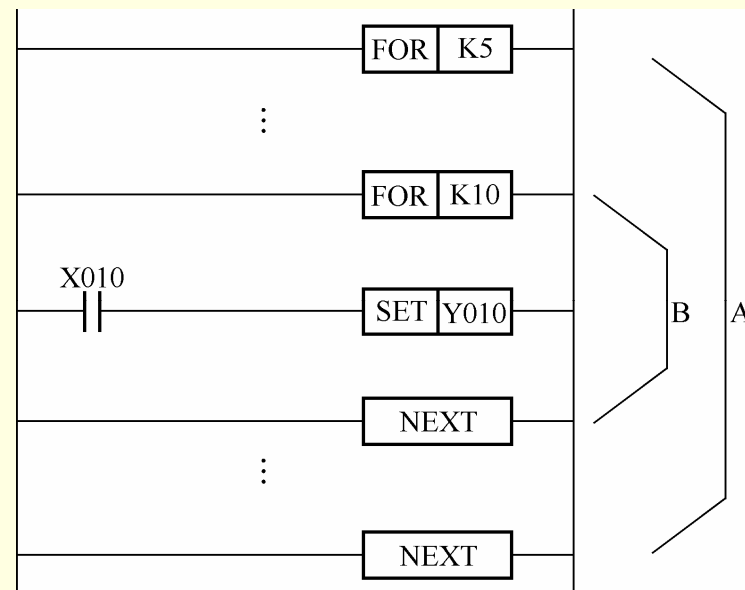 FOR K5
⋮
FOR K10
X010
SET Y010
B A
NEXT
⋮
NEXT